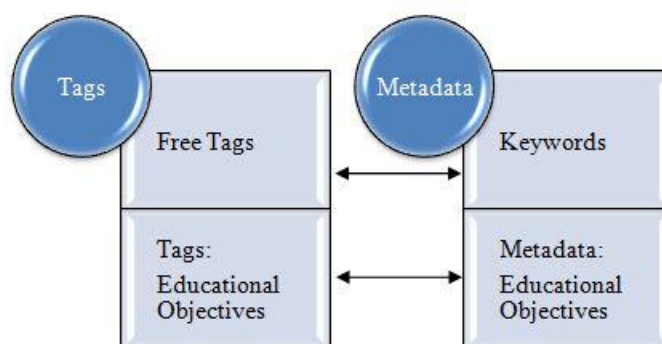 Tags
Metadata
Free Tags
Keywords
Tags:
Educational
Objectives
Metadata:
Educational
Objectives